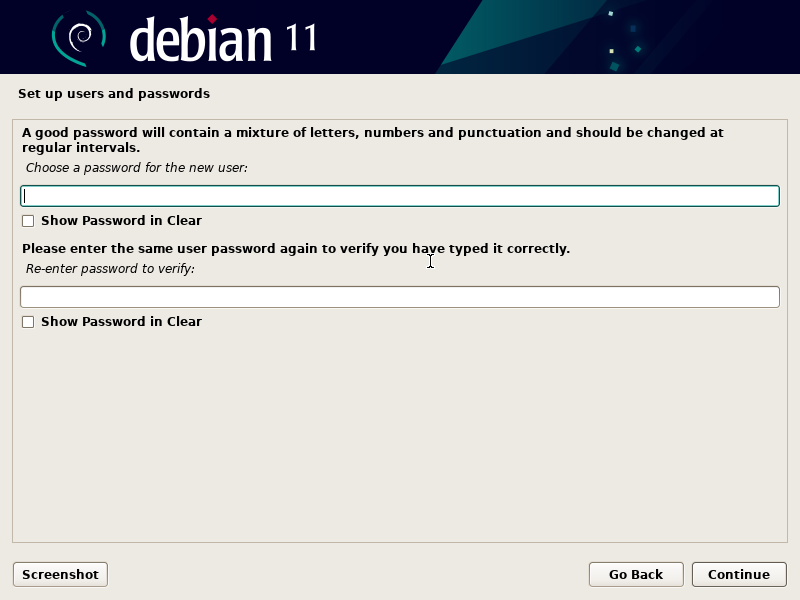 debian 11
Set up users and passwords
A good password will contain a mixture of letters, numbers and punctuation and should be changed at
regular intervals.
Choose a password for the new user:
Show Password in Clear
Please enter the same user password again to verify you have typed it correctly.
Re-enter password to verify:
Show Password in Clear
Screenshot
Go Back
Continue